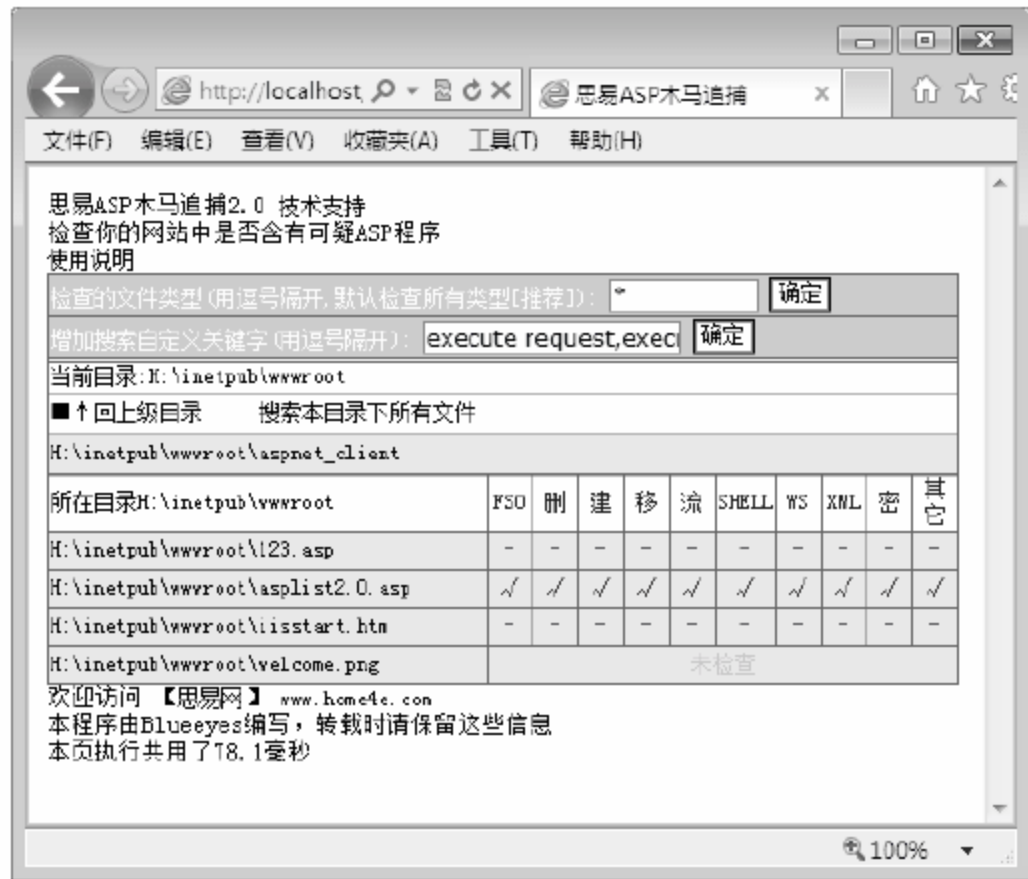 http://localhost
思易ASP木马追捕
文件(F) 编辑(E) 查看(V) 收藏夹(A) 工具(T) 帮助(H)
思易ASP木马追捕2.0 技术支持
检查你的网站中是否含有可疑ASP程序
使用说明
检查的文件类型(用逗号隔开,默认检查所有类型[推荐]): * 确定
增加搜索自定义关键字(用逗号隔开): execute request,exec 确定
当前目录:H:\inetpub\wwwroot
■↑回上级目录 搜索本目录下所有文件
H:\inetpub\wwwroot\aspnet_client
所在目录H:\inetpub\wwwroot FSO 删 建 移 流 SHELL WS XML 密 其它
H:\inetpub\wwwroot\123.asp - - - - - - - - - -
H:\inetpub\wwwroot\asplist2.0.asp √ √ √ √ √ √ √ √ √ √
H:\inetpub\wwwroot\iisstart.htm - - - - - - - - - -
H:\inetpub\wwwroot\welcome.png 未检查
欢迎访问 【思易网】 www.home4e.com
本程序由Blueeyes编写，转载时请保留这些信息
本页执行共用了78.1毫秒
100%